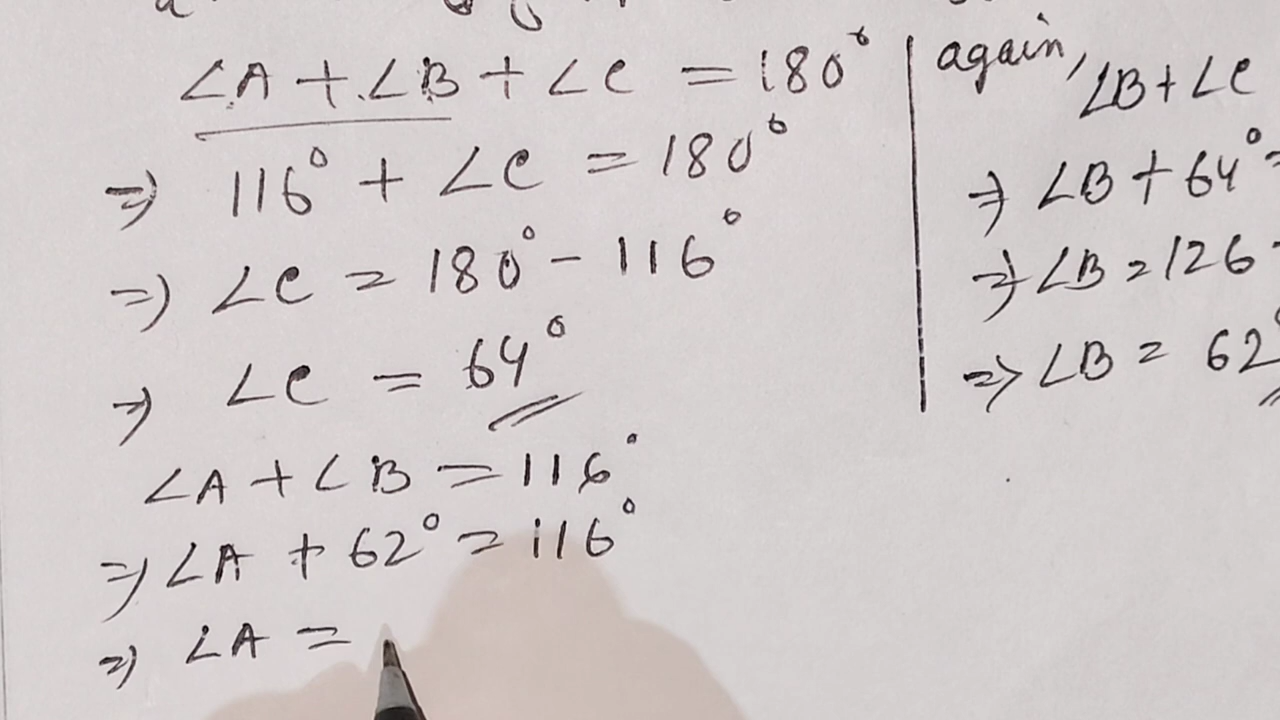 ∠A + ∠B + ∠C = 180°
⇒ 116° + ∠C = 180°
⇒ ∠C = 180° - 116°
⇒ ∠C = 64°
∠A + ∠B = 116°
⇒ ∠A + 62° = 116°
⇒ ∠A =
again, ∠B + ∠C
⇒ ∠B + 64° =
⇒ ∠B = 126 -
⇒ ∠B = 62°